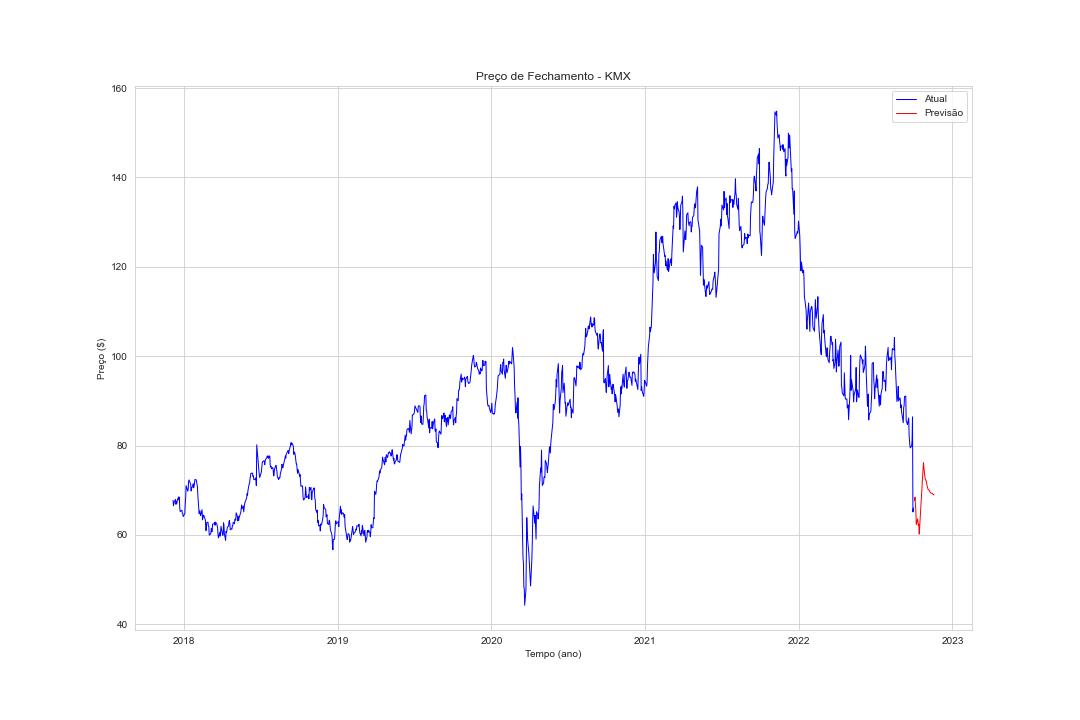 Preço de Fechamento - KMX
160
140
120
100
80
60
40
Preço ($)
Atual
Previsão
2018
2019
2020
2021
2022
2023
Tempo (ano)